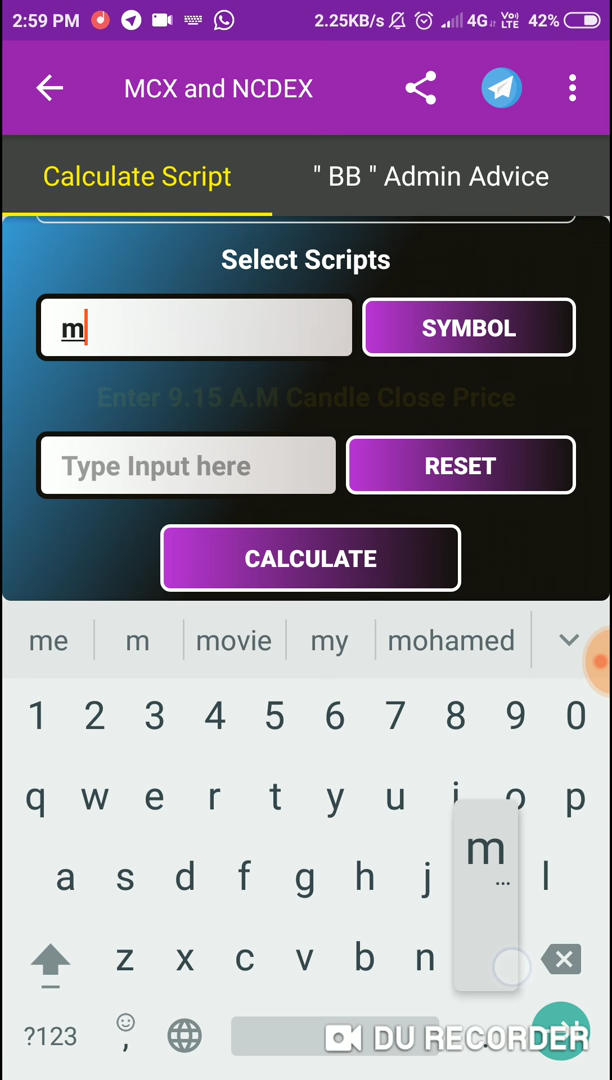 2:59 PM 2.25KB/s 4G Vo) LTE 42%
MCX and NCDEX
Calculate Script " BB " Admin Advice
Select Scripts
m SYMBOL
Enter 9.15 A.M Candle Close Price
Type Input here RESET
CALCULATE
me m movie my mohamed
1 2 3 4 5 6 7 8 9 0
q w e r t y u i o p
a s d f g h j m l
...
z x c v b n
?123 , .
DU RECORDER